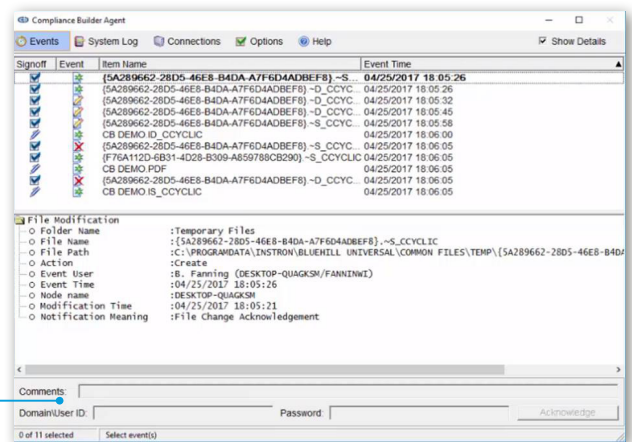 Compliance Builder Agent
Events System Log Connections Options Help Show Details
Signoff Event Item Name Event Time
{5A289662-28D5-46E8-B4DA-A7F6D4ADBEF8}.~S... 04/25/2017 18:05:26
{5A289662-28D5-46E8-B4DA-A7F6D4ADBEF8}.~D_CCYC... 04/25/2017 18:05:26
{5A289662-28D5-46E8-B4DA-A7F6D4ADBEF8}.~D_CCYC... 04/25/2017 18:05:32
{5A289662-28D5-46E8-B4DA-A7F6D4ADBEF8}.~S_CCYC... 04/25/2017 18:05:45
{5A289662-28D5-46E8-B4DA-A7F6D4ADBEF8}.~S_CCYC... 04/25/2017 18:05:58
CB DEMO.ID_CCYCLIC 04/25/2017 18:06:00
{5A289662-28D5-46E8-B4DA-A7F6D4ADBEF8}.~S_CCYC... 04/25/2017 18:06:05
{F76A112D-6B31-4D28-B309-A859788CB290}.~S_CCYCLIC 04/25/2017 18:06:05
CB DEMO.PDF 04/25/2017 18:06:05
{5A289662-28D5-46E8-B4DA-A7F6D4ADBEF8}.~D_CCYC... 04/25/2017 18:06:05
CB DEMO.IS_CCYCLIC 04/25/2017 18:06:05
File Modification
Folder Name :Temporary Files
File Name :{5A289662-28D5-46E8-B4DA-A7F6D4ADBEF8}.~S_CCYCLIC
File Path :C:\PROGRAMDATA\INSTRON\BLUEHILL UNIVERSAL\COMMON FILES\TEMP\{5A289662-28D5-46E8-B4DA
Action :Create
Event User :B. Fanning (DESKTOP-QUAGKSM/FANNINWI)
Event Time :04/25/2017 18:05:26
Node name :DESKTOP-QUAGKSM
Modification Time :04/25/2017 18:05:21
Notification Meaning :File Change Acknowledgement
Comments:
Domain\User ID: Password: Acknowledge
0 of 11 selected Select event(s)